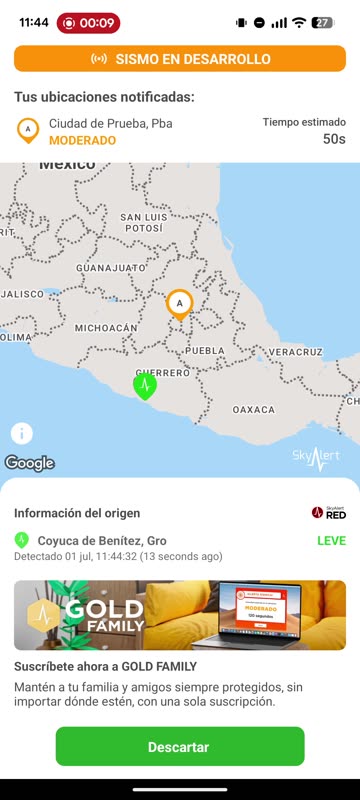 11:44
00:09
27
SISMO EN DESARROLLO
Tus ubicaciones notificadas:
A
Ciudad de Prueba, Pba
MODERADO
Tiempo estimado
50s
México
SAN LUIS
POTOSÍ
GUANAJUATO
JALISCO
MICHOACÁN
A
OLIMA
PUEBLA
VERACRUZ
GUERRERO
OAXACA
CH
i
Google
SkyAlert
Información del origen
SkyAlert
RED
Coyuca de Benítez, Gro
LEVE
Detectado 01 jul, 11:44:32 (13 seconds ago)
GOLD
FAMILY
MODERADO
Suscríbete ahora a GOLD FAMILY
Mantén a tu familia y amigos siempre protegidos, sin
importar dónde estén, con una sola suscripción.
Descartar